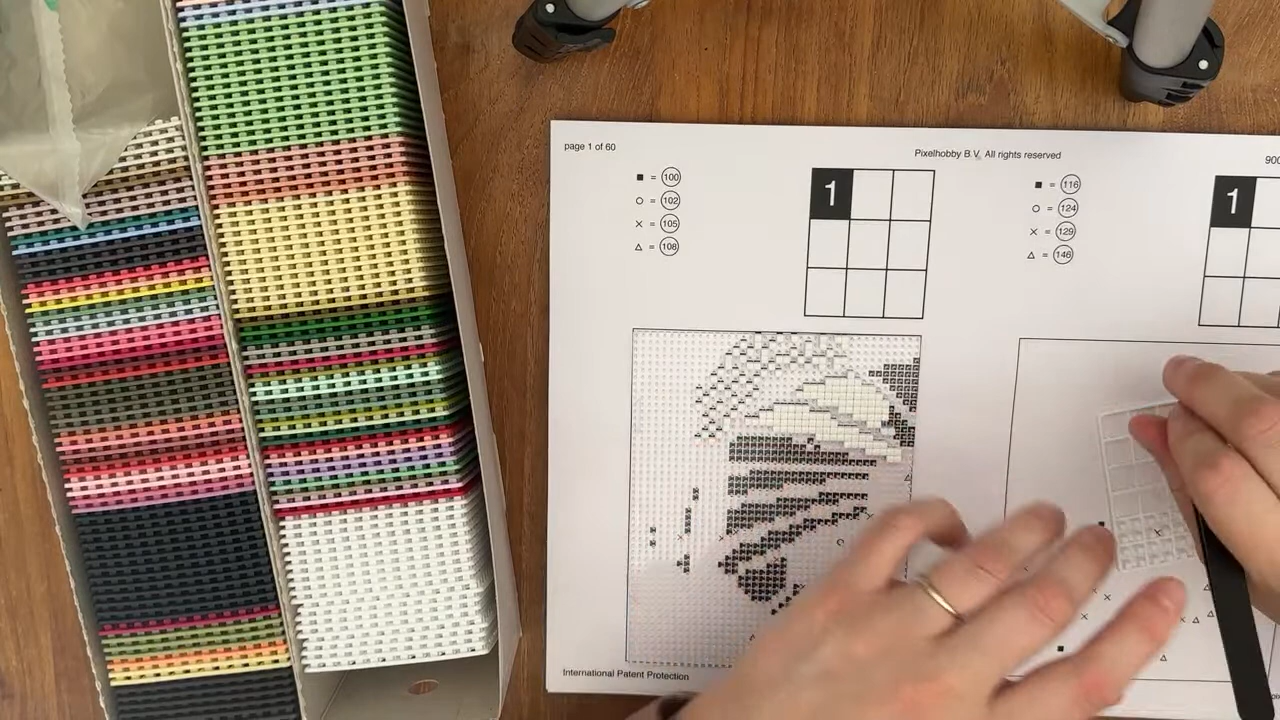 page 1 of 60
Pixelhobby B.V. All rights reserved
900
■ = 100
○ = 102
× = 105
△ = 108
1
■ = 116
○ = 124
× = 129
△ = 146
1
International Patent Protection